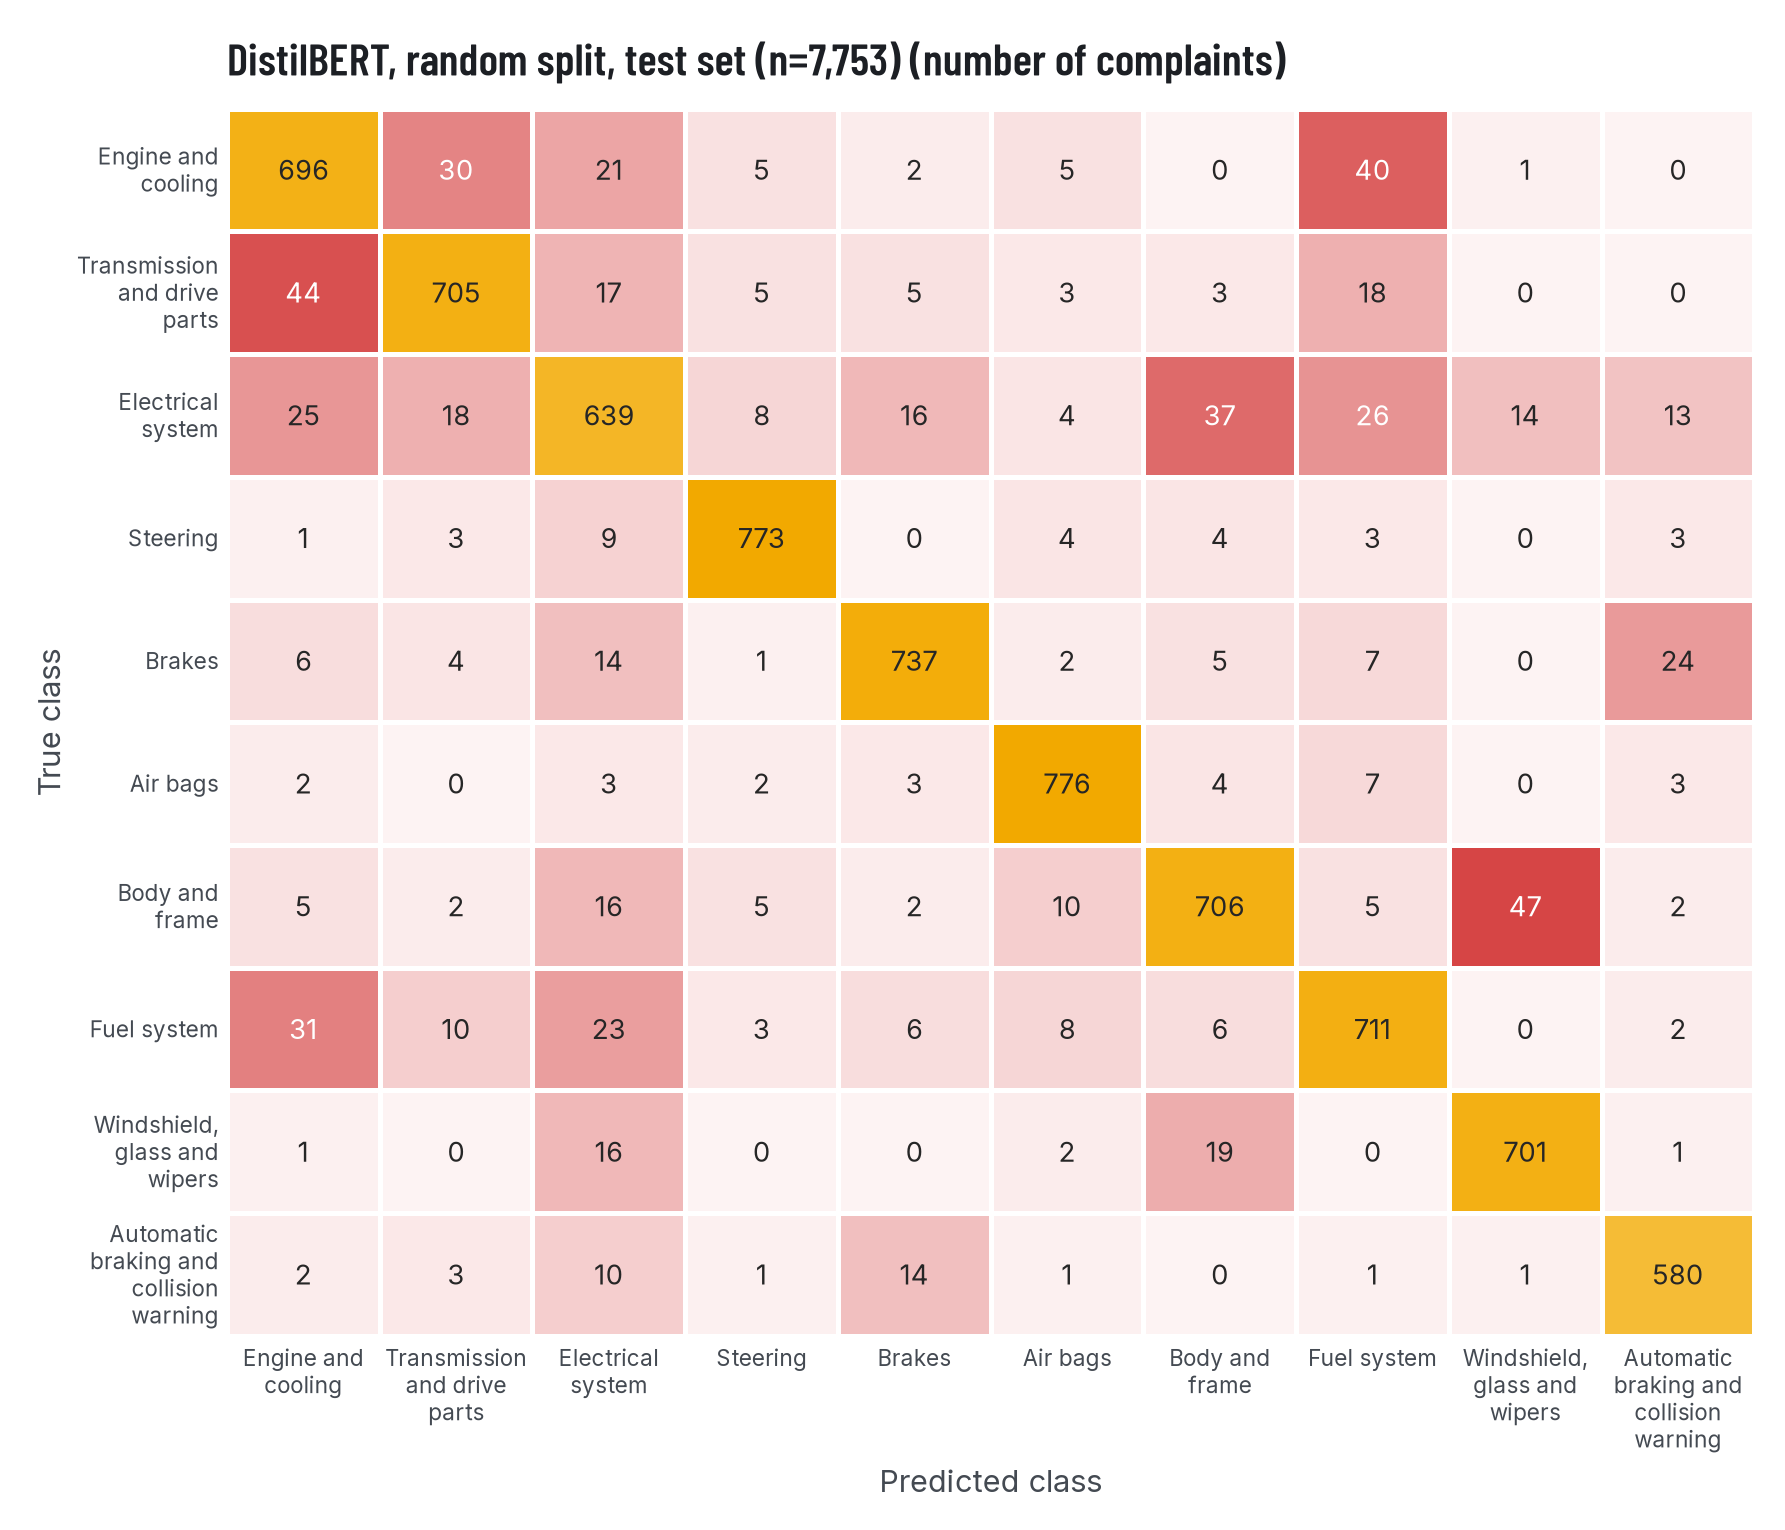 DistilBERT, random split, test set (n=7,753) (number of complaints)
Engine and
cooling
696 30 21 5 2 5 0 40 1 0
Transmission
and drive
parts
44 705 17 5 5 3 3 18 0 0
Electrical
system
25 18 639 8 16 4 37 26 14 13
Steering
1 3 9 773 0 4 4 3 0 3
Brakes
6 4 14 1 737 2 5 7 0 24
Air bags
2 0 3 2 3 776 4 7 0 3
Body and
frame
5 2 16 5 2 10 706 5 47 2
Fuel system
31 10 23 3 6 8 6 711 0 2
Windshield,
glass and
wipers
1 0 16 0 0 2 19 0 701 1
Automatic
braking and
collision
warning
2 3 10 1 14 1 0 1 1 580
True class
Engine and
cooling
Transmission
and drive
parts
Electrical
system
Steering
Brakes
Air bags
Body and
frame
Fuel system
Windshield,
glass and
wipers
Automatic
braking and
collision
warning
Predicted class